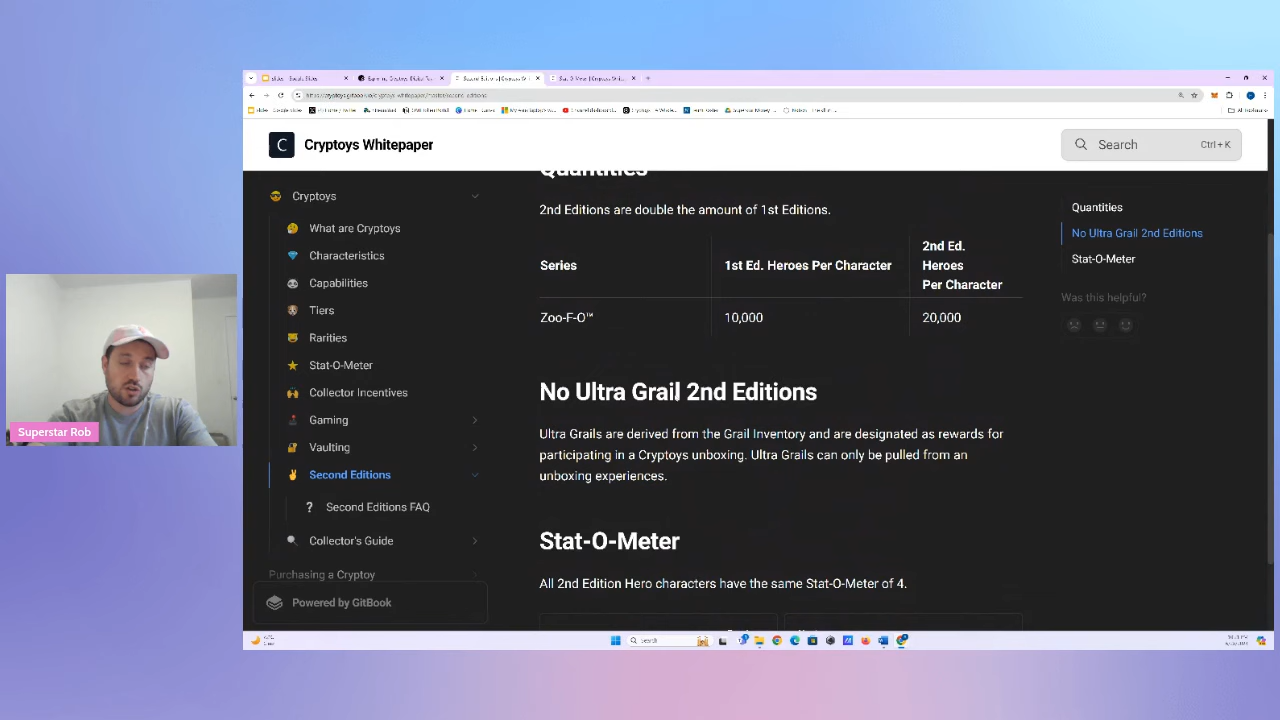 Cryptoys Whitepaper
Search
Ctrl + K
Cryptoys
What are Cryptoys
Characteristics
Capabilities
Tiers
Rarities
Stat-O-Meter
Collector Incentives
Gaming
Vaulting
Second Editions
Second Editions FAQ
Collector's Guide
Purchasing a Cryptoy
Powered by GitBook
Quantities
2nd Editions are double the amount of 1st Editions.
Series
1st Ed. Heroes Per Character
2nd Ed.
Heroes
Per Character
Zoo-F-O™
10,000
20,000
No Ultra Grail 2nd Editions
Ultra Grails are derived from the Grail Inventory and are designated as rewards for
participating in a Cryptoys unboxing. Ultra Grails can only be pulled from an
unboxing experiences.
Stat-O-Meter
All 2nd Edition Hero characters have the same Stat-O-Meter of 4.
Quantities
No Ultra Grail 2nd Editions
Stat-O-Meter
Was this helpful?
Superstar Rob
Search